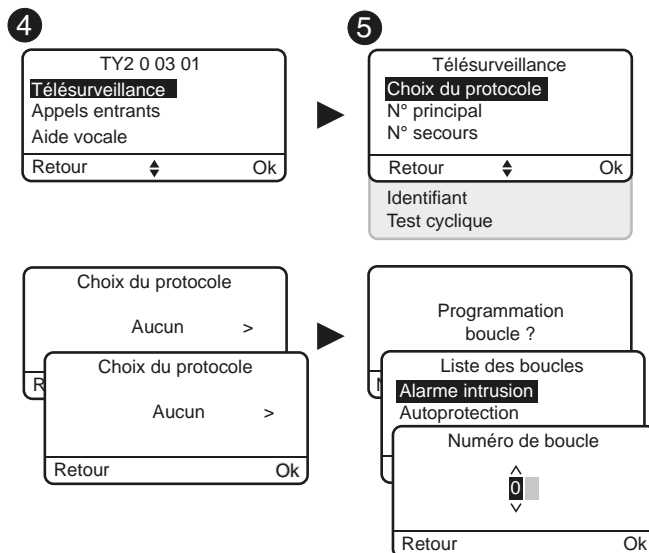 4
TY2 0 03 01
Télésurveillance
Appels entrants
Aide vocale
Retour Ok
5
Télésurveillance
Choix du protocole
N° principal
N° secours
Retour Ok
Identifiant
Test cyclique
Choix du protocole
Aucun >
R
Choix du protocole
Aucun >
Retour Ok
Programmation
boucle ?
Liste des boucles
Alarme intrusion
Autoprotection
Numéro de boucle
0
Retour Ok